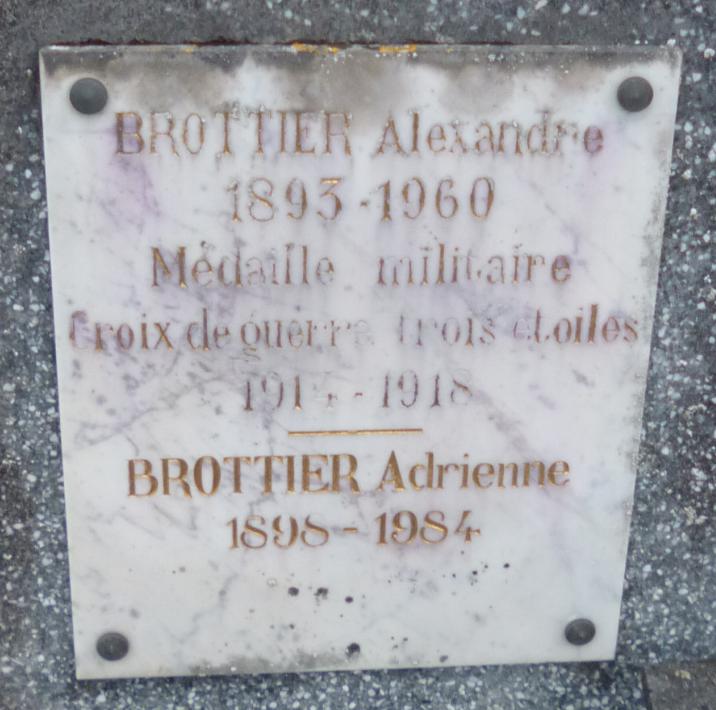 BROTTIER Alexandre
1893-1960
Médaille militaire
Croix de guerre trois étoiles
1914-1918
BROTTIER Adrienne
1898-1984